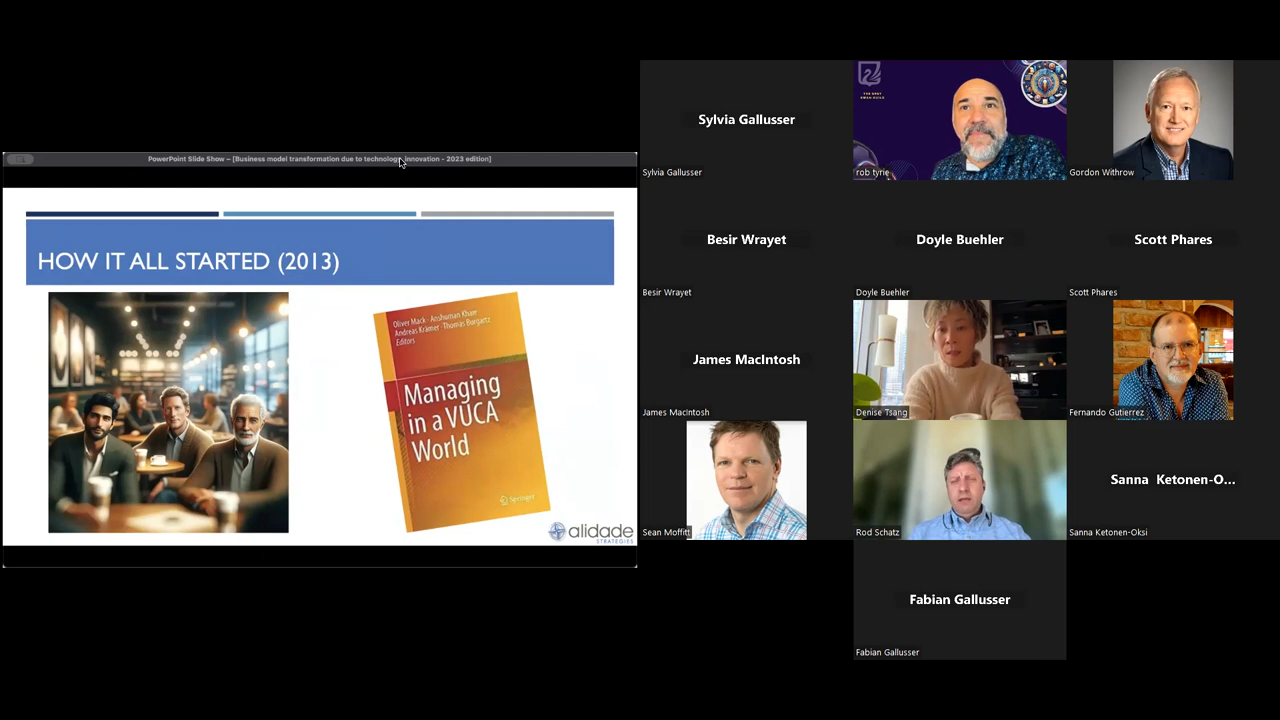 PowerPoint Slide Show – [Business model transformation due to technology innovation - 2023 edition]
HOW IT ALL STARTED (2013)
Oliver Mack · Anshuman Khare
Andreas Krämer · Thomas Burgartz
Editors
Managing
in a VUCA
World
Springer
alidade
STRATEGIES
Sylvia Gallusser
Sylvia Gallusser
rob tyrie
Gordon Withrow
Besir Wrayet
Besir Wrayet
Doyle Buehler
Doyle Buehler
Scott Phares
Scott Phares
James MacIntosh
James MacIntosh
Denise Tsang
Fernando Gutierrez
Sean Moffitt
Rod Schatz
Sanna Ketonen-O...
Sanna Ketonen-Oksi
Fabian Gallusser
Fabian Gallusser